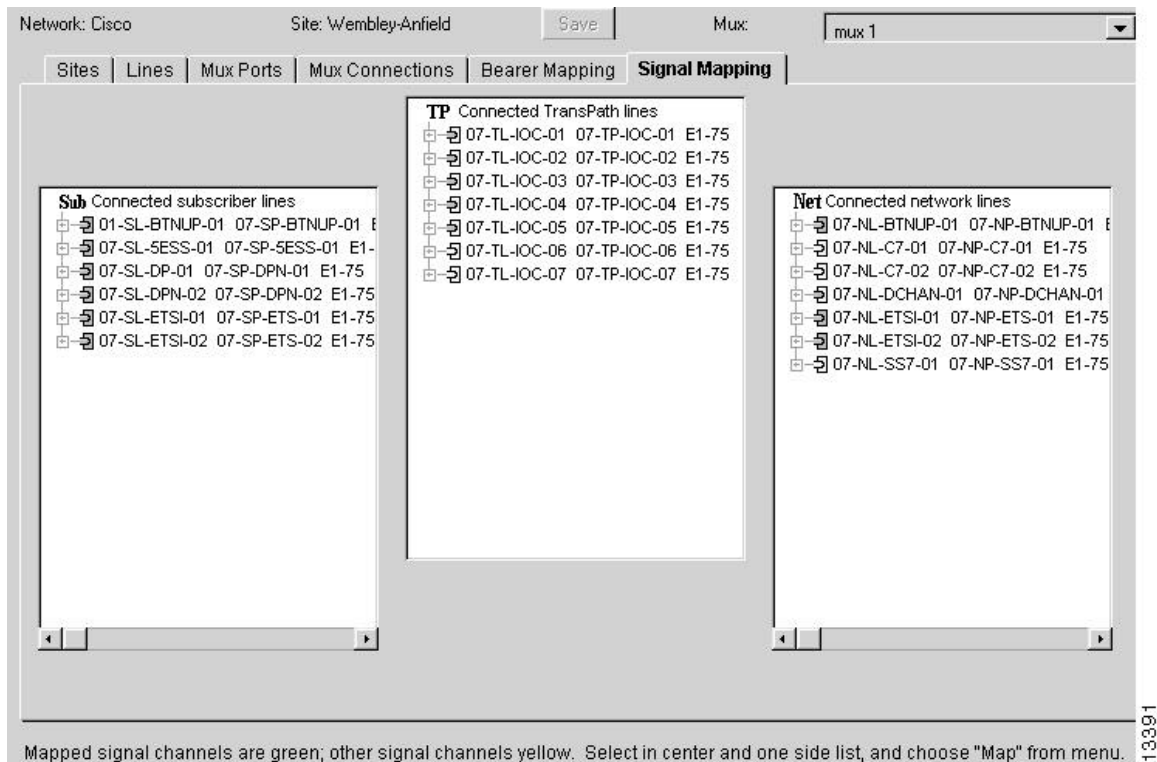 Network: Cisco Site: Wembley-Anfield Save Mux: mux 1
Sites Lines Mux Ports Mux Connections Bearer Mapping Signal Mapping
TP Connected TransPath lines
07-TL-IOC-01 07-TP-IOC-01 E1-75
07-TL-IOC-02 07-TP-IOC-02 E1-75
07-TL-IOC-03 07-TP-IOC-03 E1-75
07-TL-IOC-04 07-TP-IOC-04 E1-75
07-TL-IOC-05 07-TP-IOC-05 E1-75
07-TL-IOC-06 07-TP-IOC-06 E1-75
07-TL-IOC-07 07-TP-IOC-07 E1-75
Sub Connected subscriber lines
01-SL-BTNUP-01 07-SP-BTNUP-01 E
07-SL-5ESS-01 07-SP-5ESS-01 E1-
07-SL-DP-01 07-SP-DPN-01 E1-75
07-SL-DPN-02 07-SP-DPN-02 E1-75
07-SL-ETSI-01 07-SP-ETS-01 E1-75
07-SL-ETSI-02 07-SP-ETS-02 E1-75
Net Connected network lines
07-NL-BTNUP-01 07-NP-BTNUP-01 E
07-NL-C7-01 07-NP-C7-01 E1-75
07-NL-C7-02 07-NP-C7-02 E1-75
07-NL-DCHAN-01 07-NP-DCHAN-01
07-NL-ETSI-01 07-NP-ETS-01 E1-75
07-NL-ETSI-02 07-NP-ETS-02 E1-75
07-NL-SS7-01 07-NP-SS7-01 E1-75
Mapped signal channels are green; other signal channels yellow. Select in center and one side list, and choose "Map" from menu.
13391